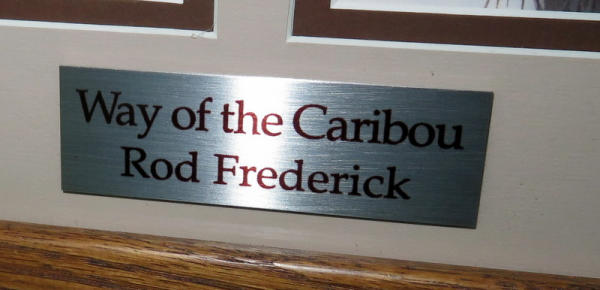 Way of the Caribou
Rod Frederick